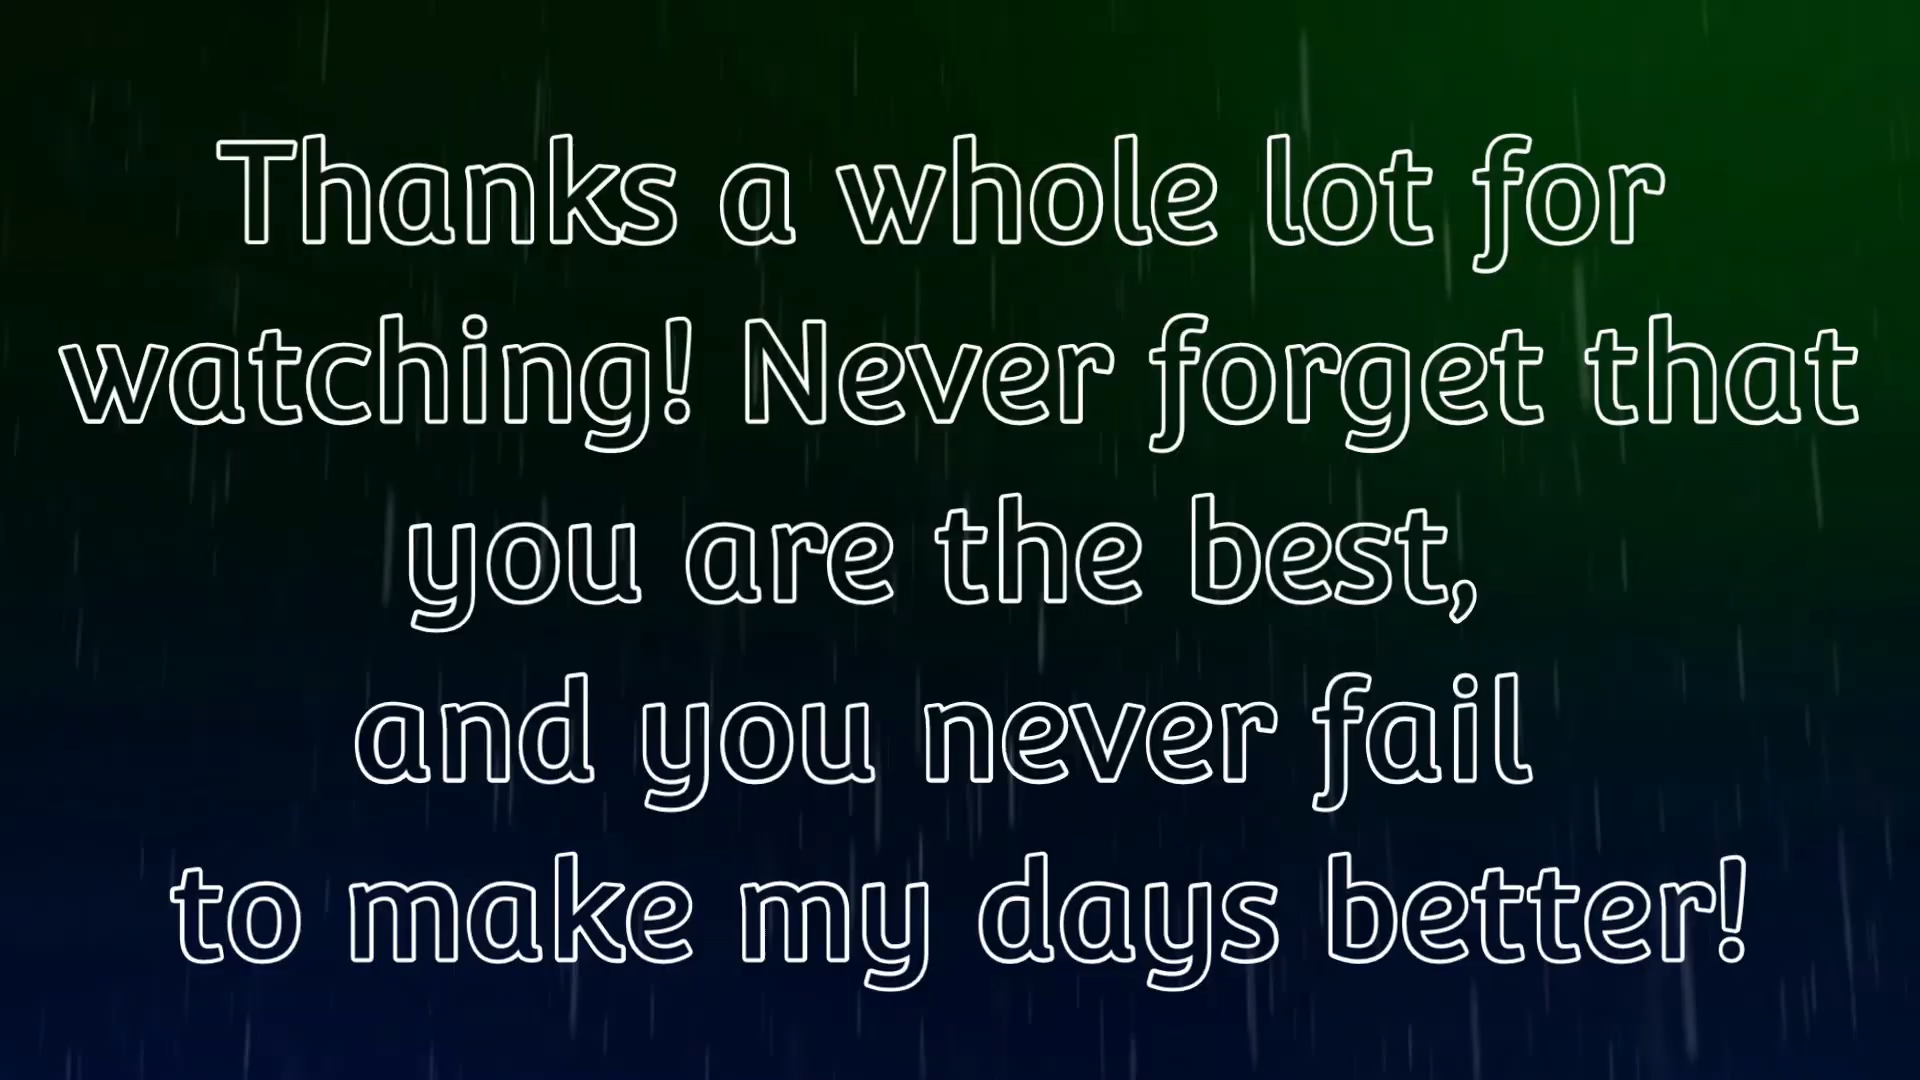 Thanks a whole lot for
watching! Never forget that
you are the best,
and you never fail
to make my days better!